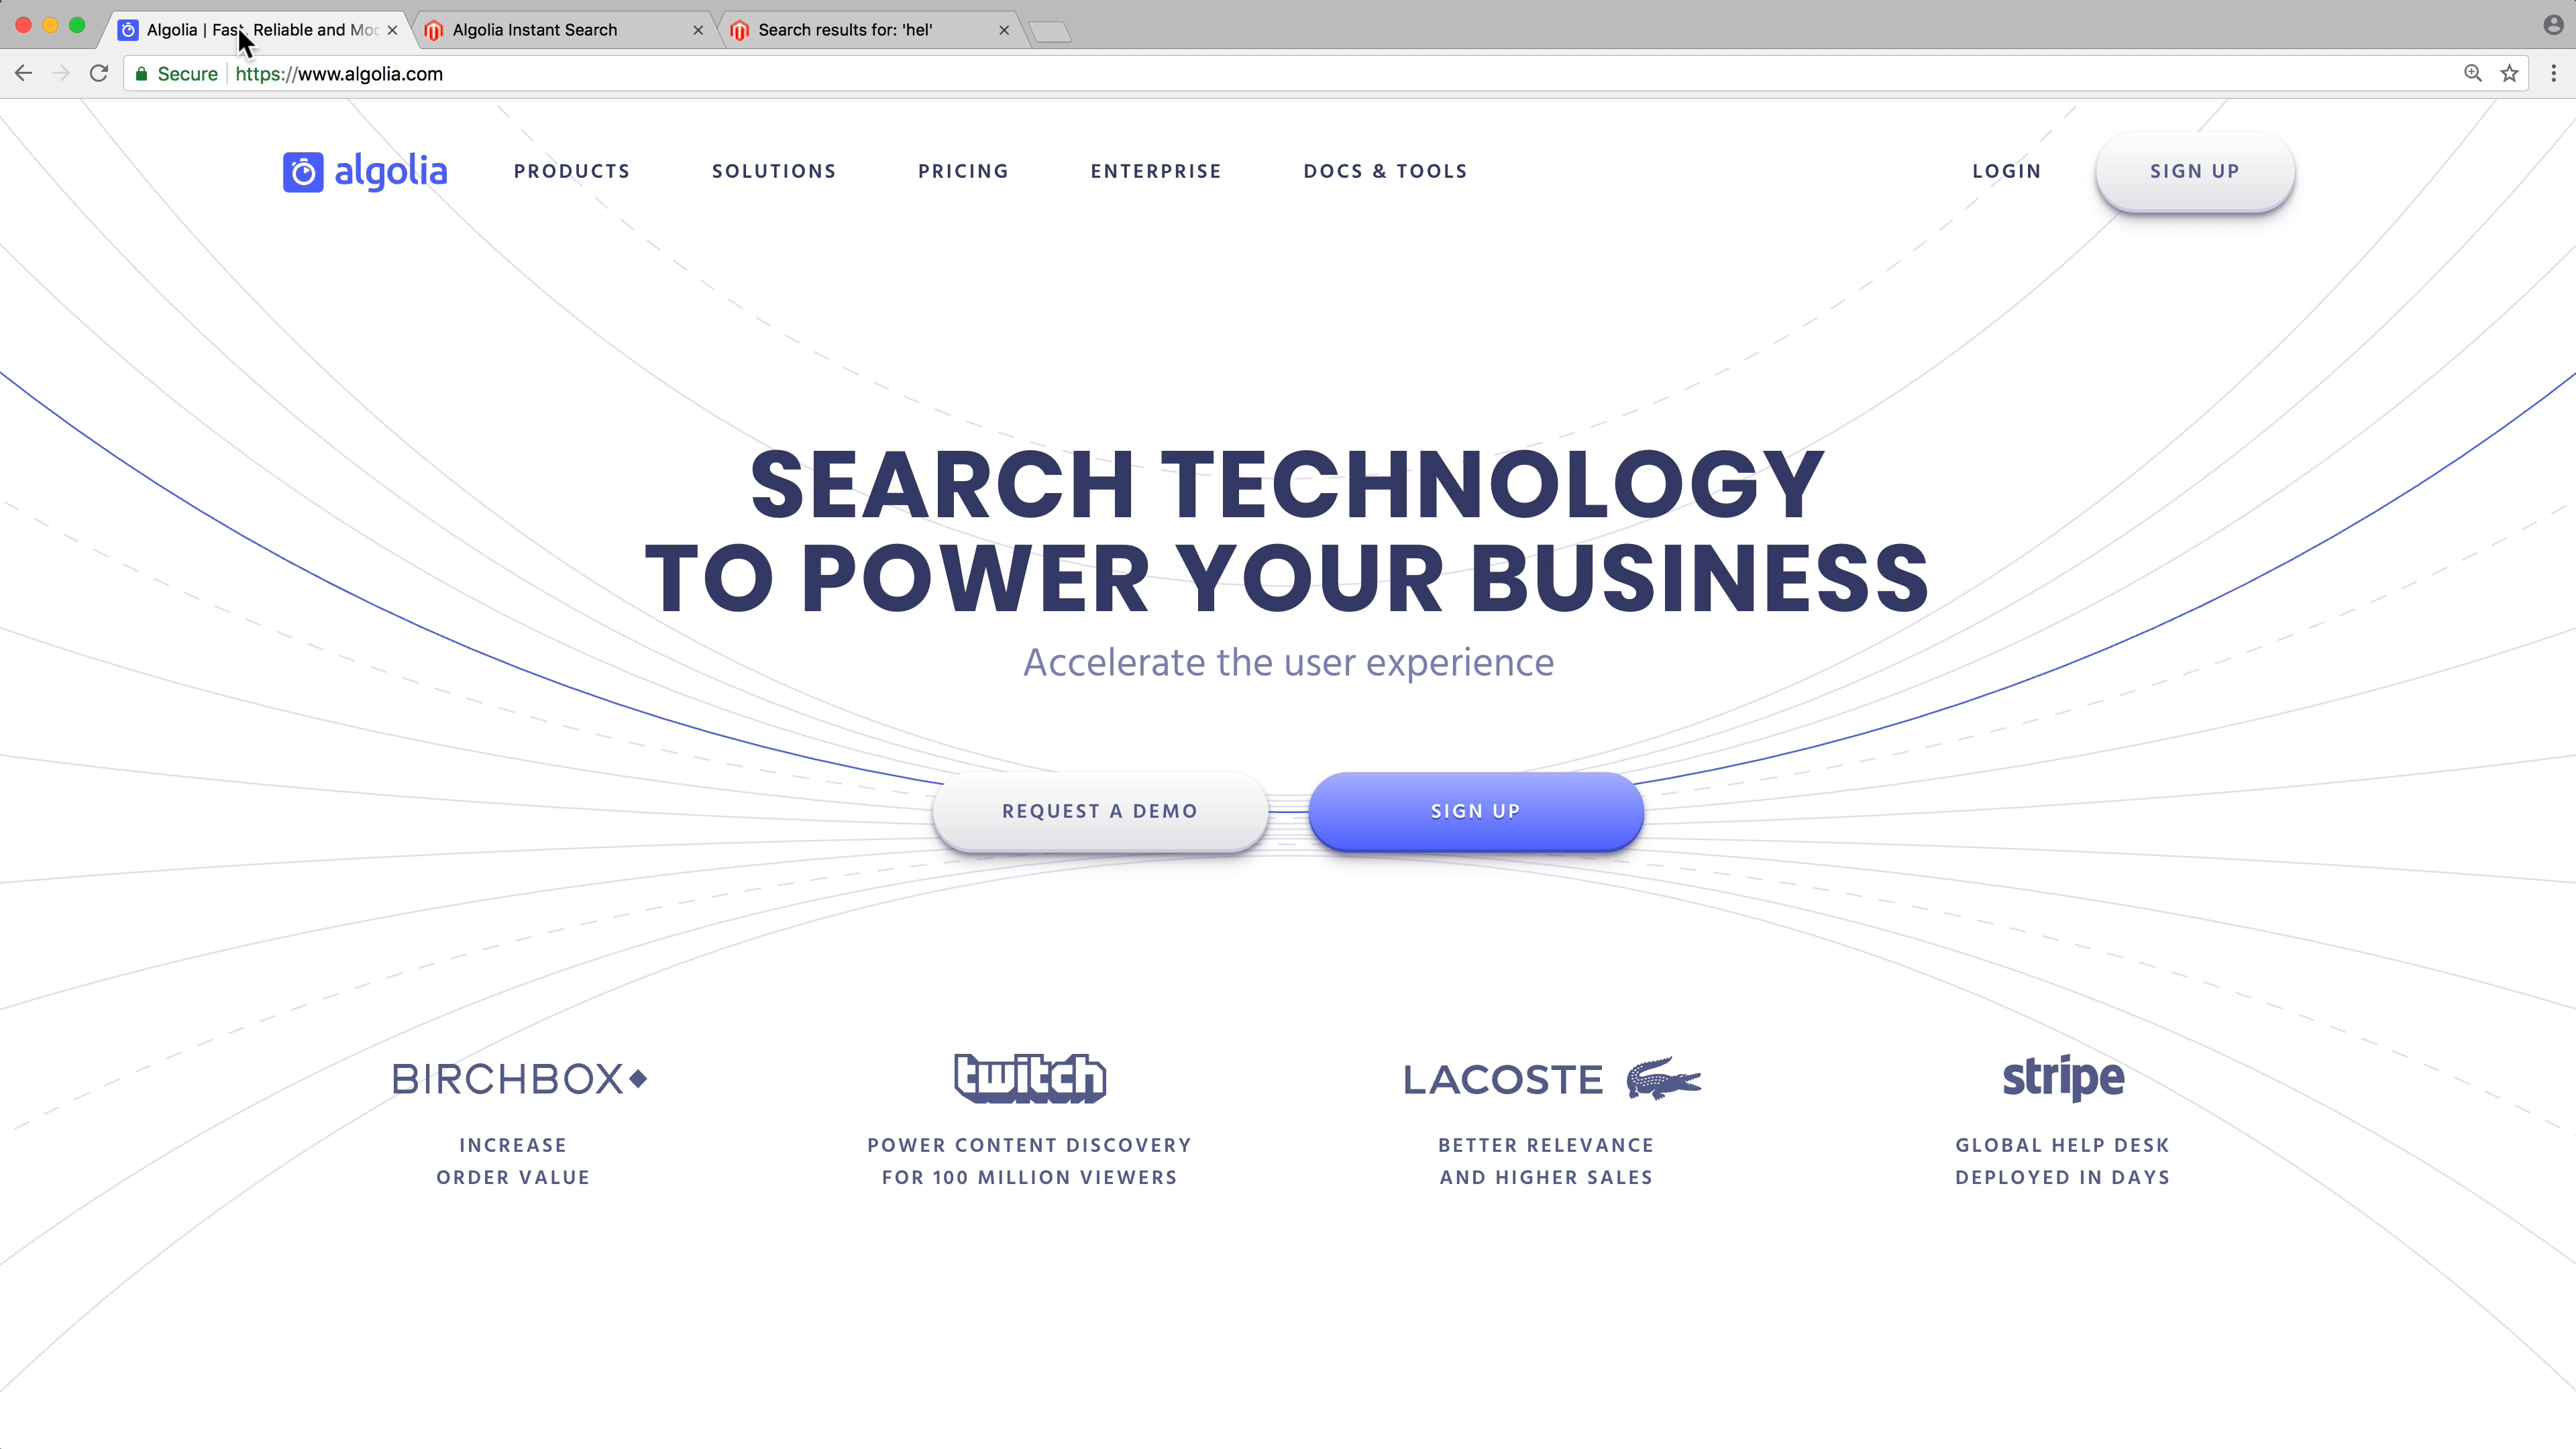 Algolia | Fast, Reliable and Mo
Algolia Instant Search
Search results for: 'hel'
Secure
https://www.algolia.com
algolia
PRODUCTS
SOLUTIONS
PRICING
ENTERPRISE
DOCS & TOOLS
LOGIN
SIGN UP
SEARCH TECHNOLOGY
TO POWER YOUR BUSINESS
Accelerate the user experience
REQUEST A DEMO
SIGN UP
BIRCHBOX
INCREASE
ORDER VALUE
twitch
POWER CONTENT DISCOVERY
FOR 100 MILLION VIEWERS
LACOSTE
BETTER RELEVANCE
AND HIGHER SALES
stripe
GLOBAL HELP DESK
DEPLOYED IN DAYS